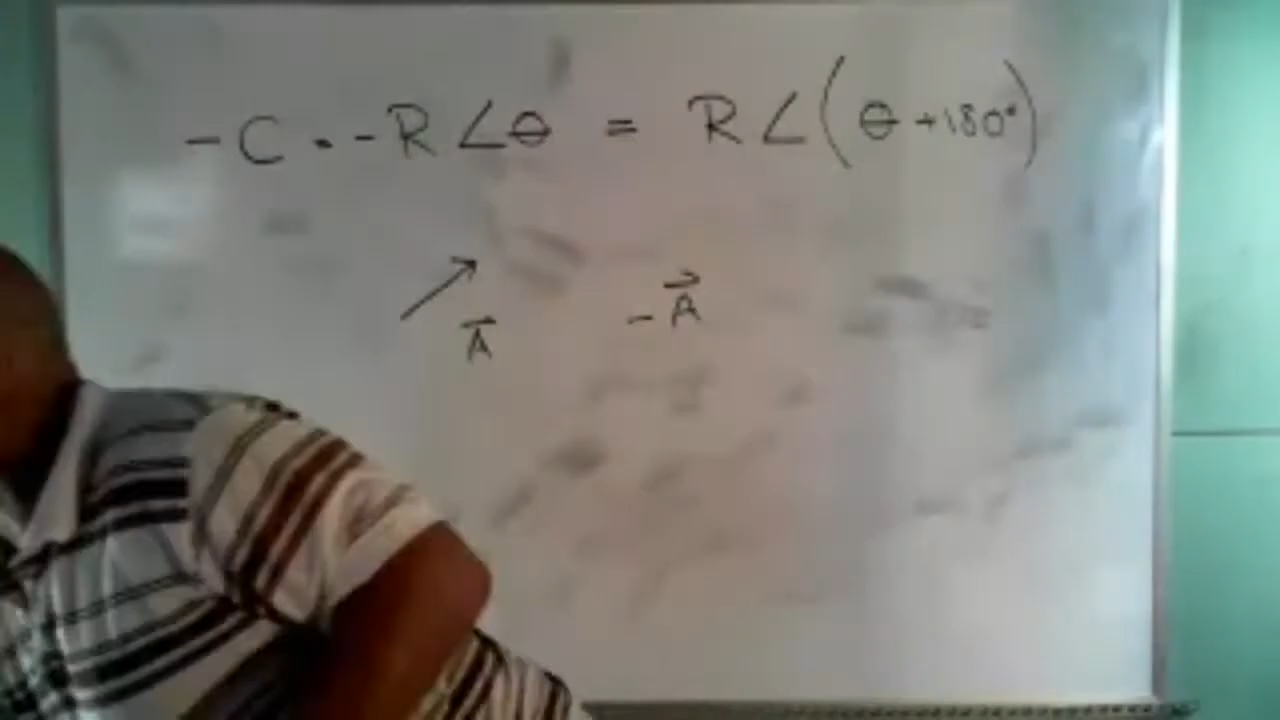 -C . -R∠θ = R∠(θ+180°)
A⃗ -A⃗